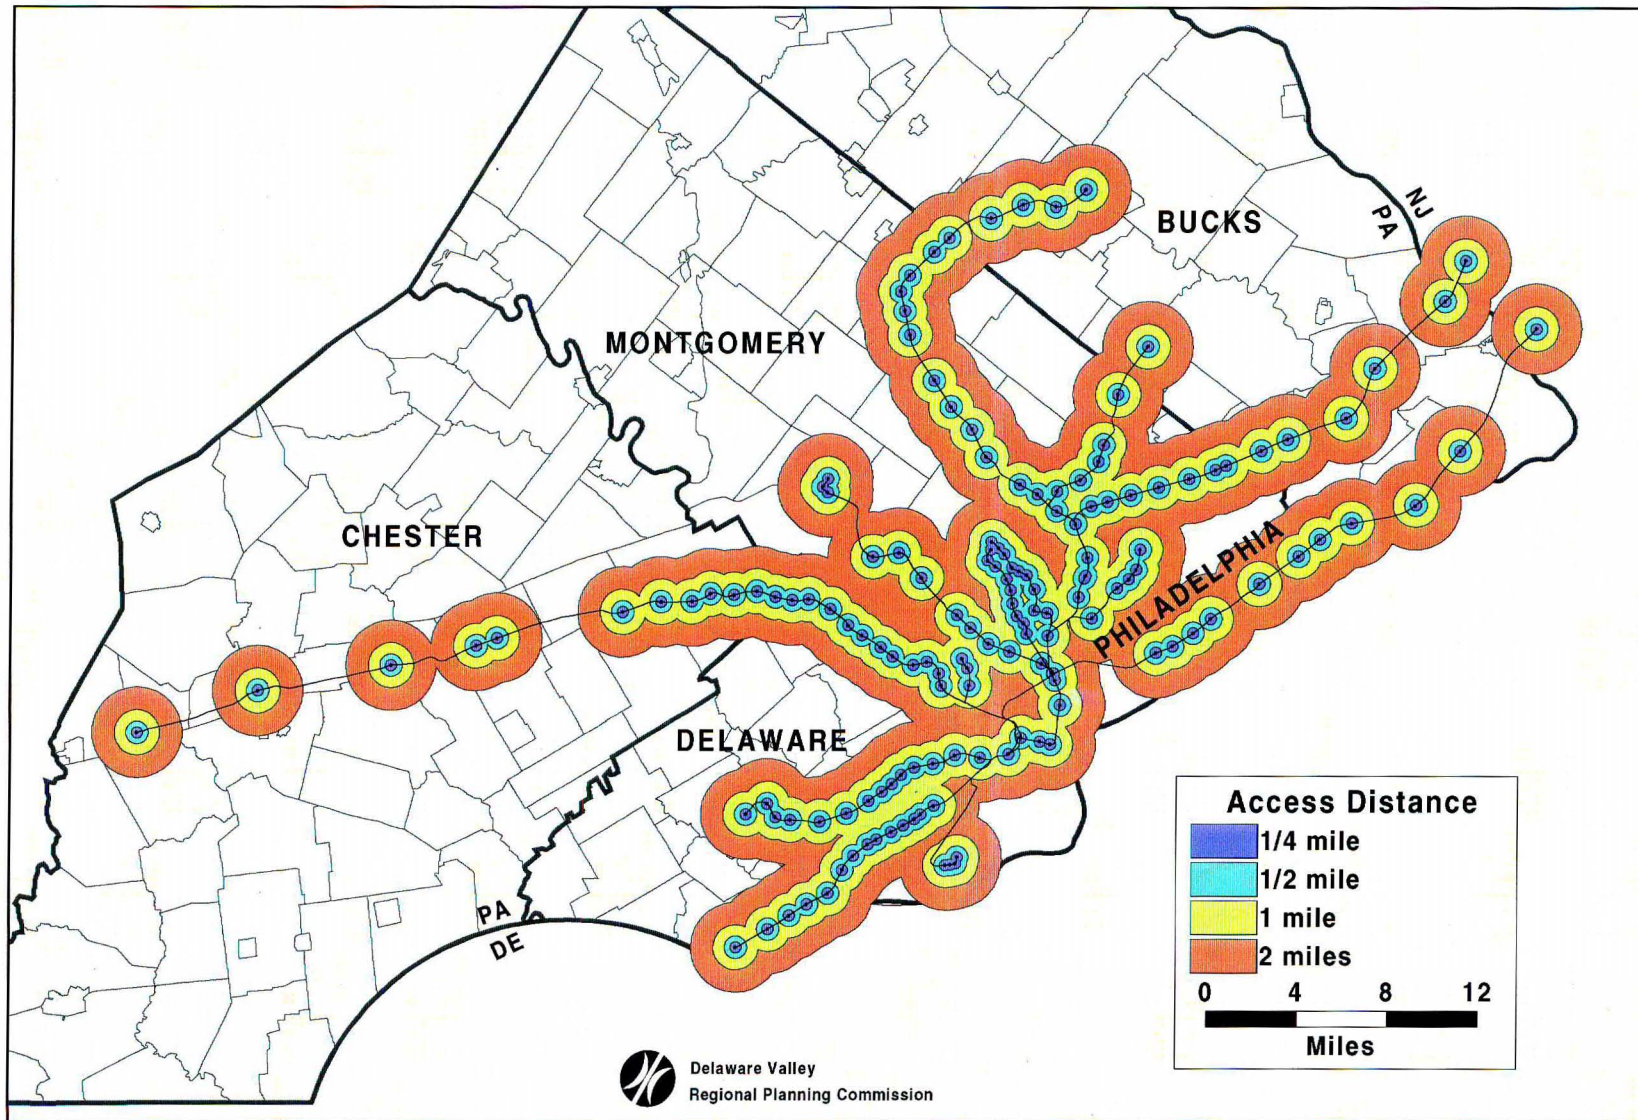 NJ
PA
BUCKS
MONTGOMERY
CHESTER
PHILADELPHIA
DELAWARE
PA
DE
Access Distance
1/4 mile
1/2 mile
1 mile
2 miles
0 4 8 12
Miles
Delaware Valley
Regional Planning Commission